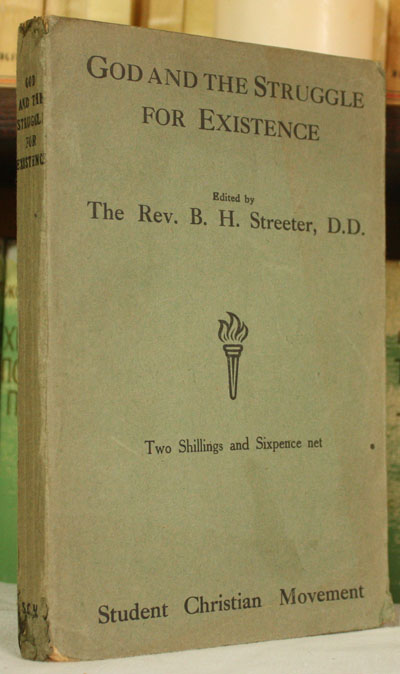 GOD AND THE STRUGGLE
FOR EXISTENCE
Edited by
The Rev. B. H. Streeter, D.D.
Two Shillings and Sixpence net
Student Christian Movement
GOD
AND THE
STRUGGLE
FOR
EXISTENCE
S.C.M